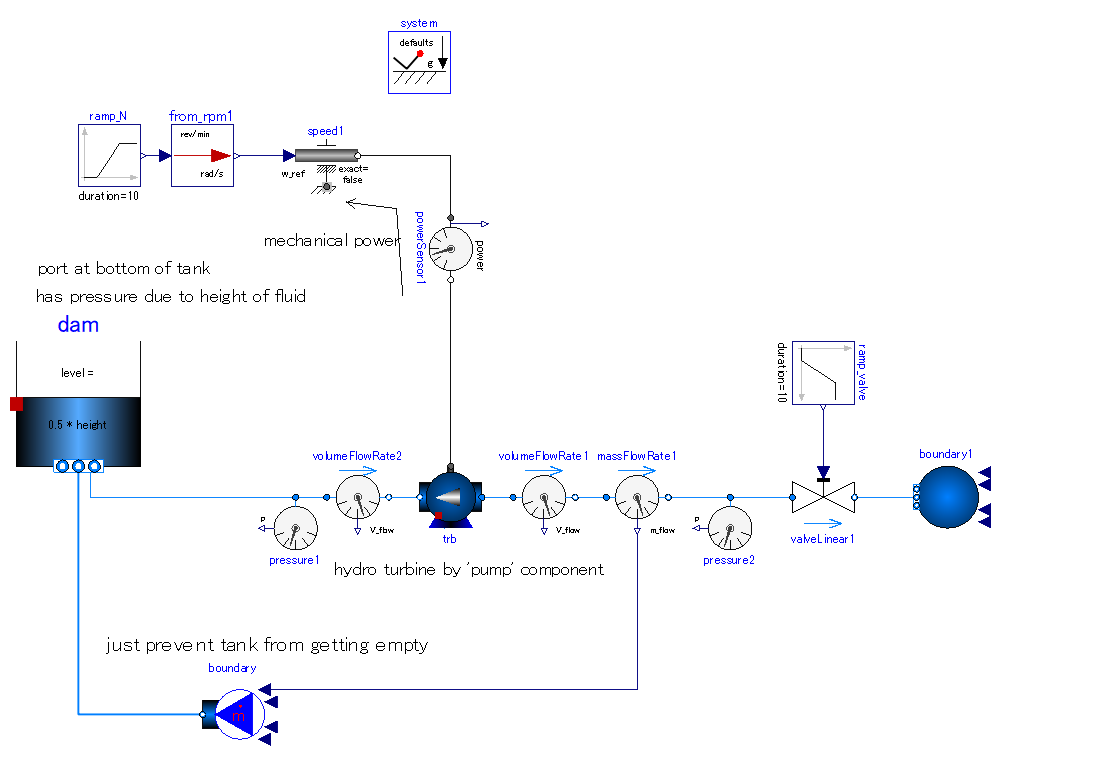 system
defaults
g
ramp_N
duration=10
from_rpm1
rev/min
rad/s
speed1
w_ref
exact=
false
powerSensor1
power
mechanical power
port at bottom of tank
has pressure due to height of fluid
dam
level =
0.5 * height
ramp_valve
duration=10
volumeFlowRate2
V_flow
volumeFlowRate1
V_flow
massFlowRate1
m_flow
boundary1
p
pressure1
trb
p
pressure2
valveLinear1
hydro turbine by 'pump' component
just prevent tank from getting empty
boundary
ṁ